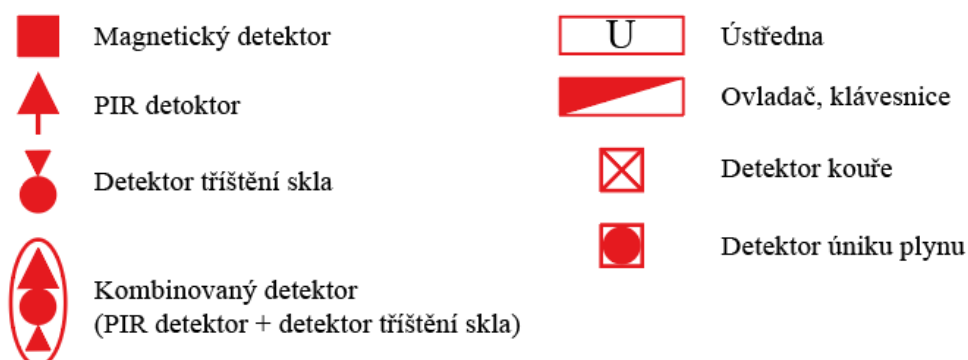 Magnetický detektor
PIR detoktor
Detektor tříštění skla
Kombinovaný detektor
(PIR detektor + detektor tříštění skla)
U
Ústředna
Ovladač, klávesnice
Detektor kouře
Detektor úniku plynu